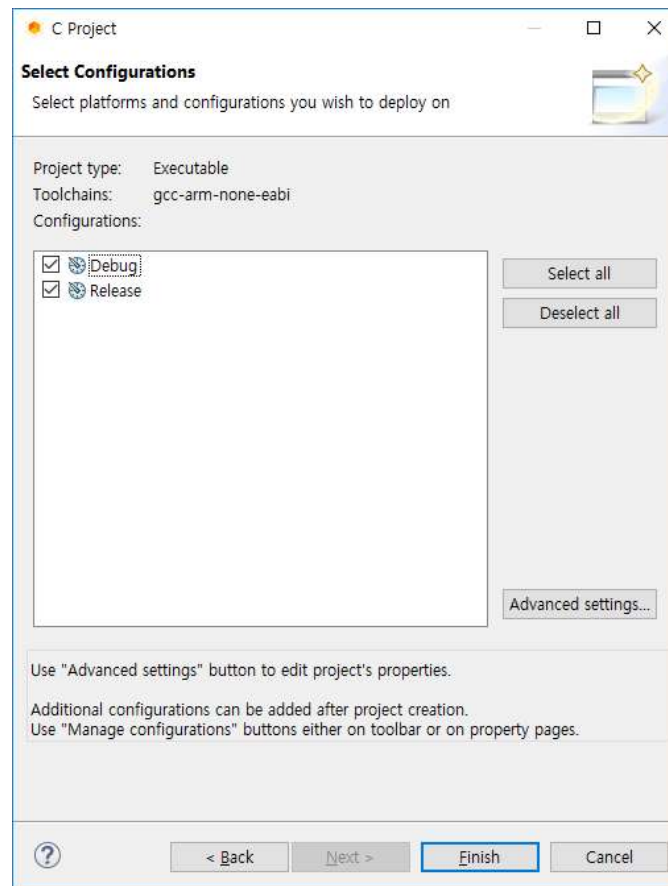 C Project
Select Configurations
Select platforms and configurations you wish to deploy on
Project type: Executable
Toolchains: gcc-arm-none-eabi
Configurations:
Debug
Release
Select all
Deselect all
Advanced settings...
Use "Advanced settings" button to edit project's properties.
Additional configurations can be added after project creation.
Use "Manage configurations" buttons either on toolbar or on property pages.
?
< Back
Next >
Finish
Cancel